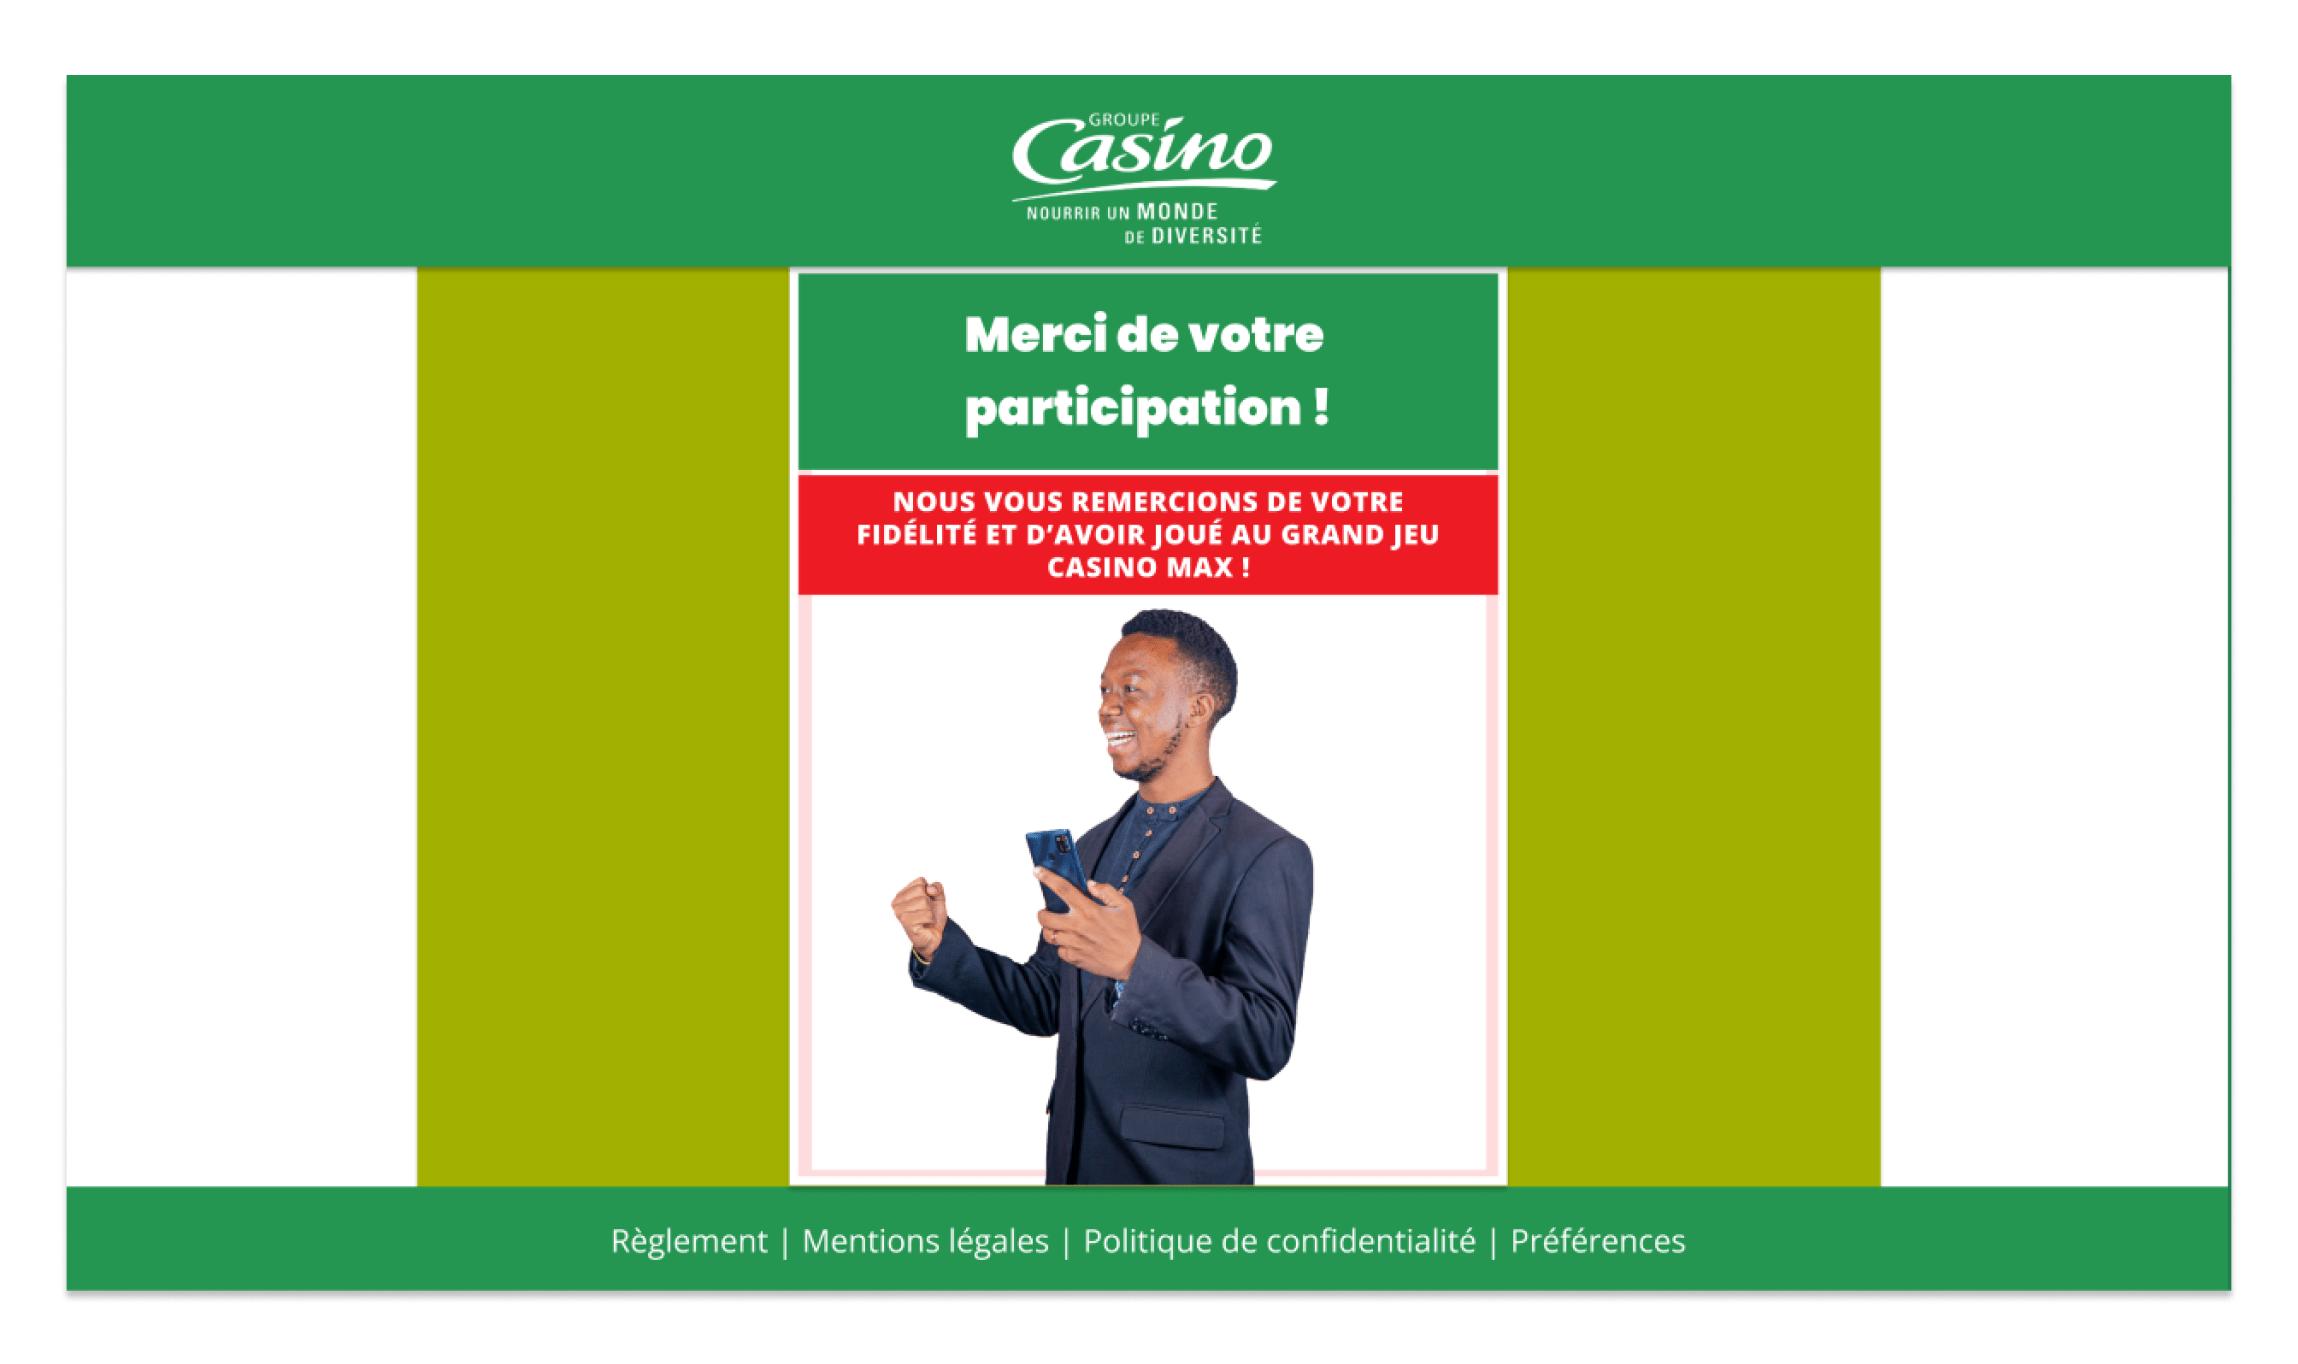 GROUPE
Casino
NOURRIR UN MONDE
DE DIVERSITÉ
Merci de votre
participation !
NOUS VOUS REMERCIONS DE VOTRE
FIDÉLITÉ ET D’AVOIR JOUÉ AU GRAND JEU
CASINO MAX !
Règlement | Mentions légales | Politique de confidentialité | Préférences